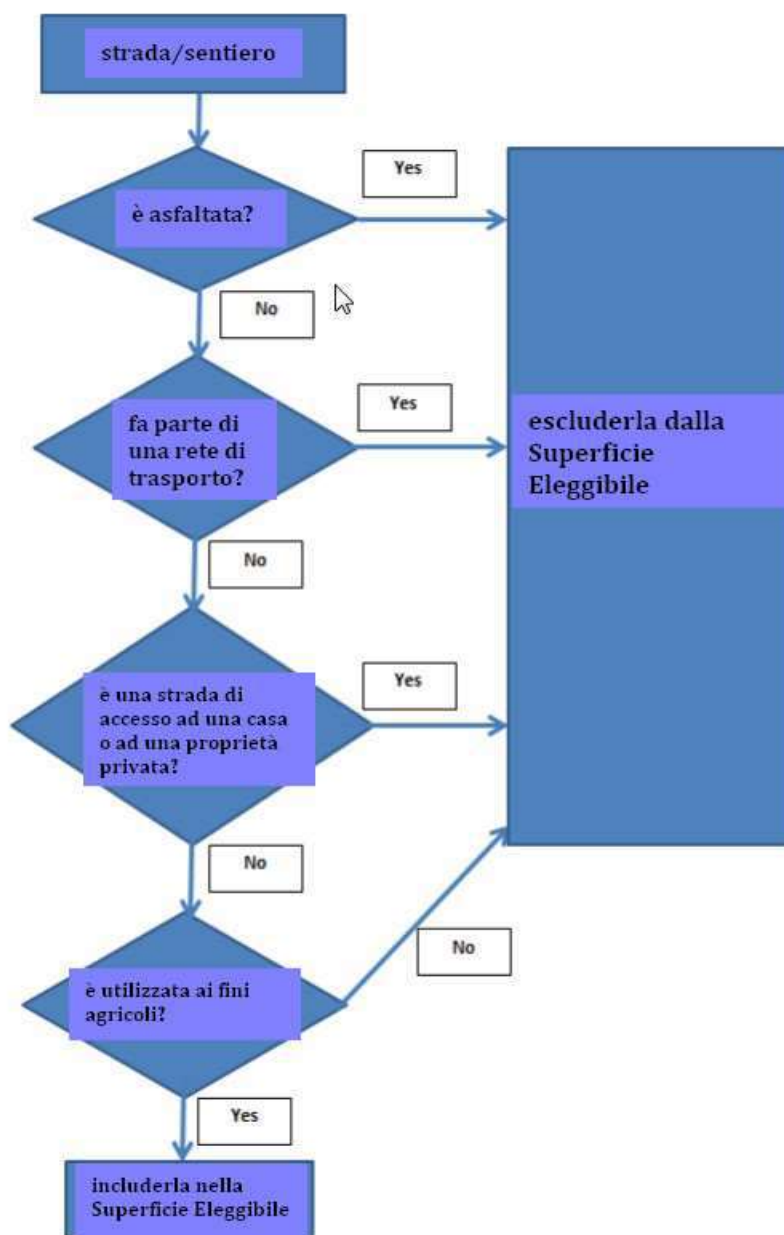 strada/sentiero
Yes
è asfaltata?
No
Yes
fa parte di
una rete di
trasporto?
escluderla dalla
Superficie
Eleggibile
No
Yes
è una strada di
accesso ad una casa
o ad una proprietà
privata?
No
No
è utilizzata ai fini
agricoli?
Yes
includerla nella
Superficie Eleggibile